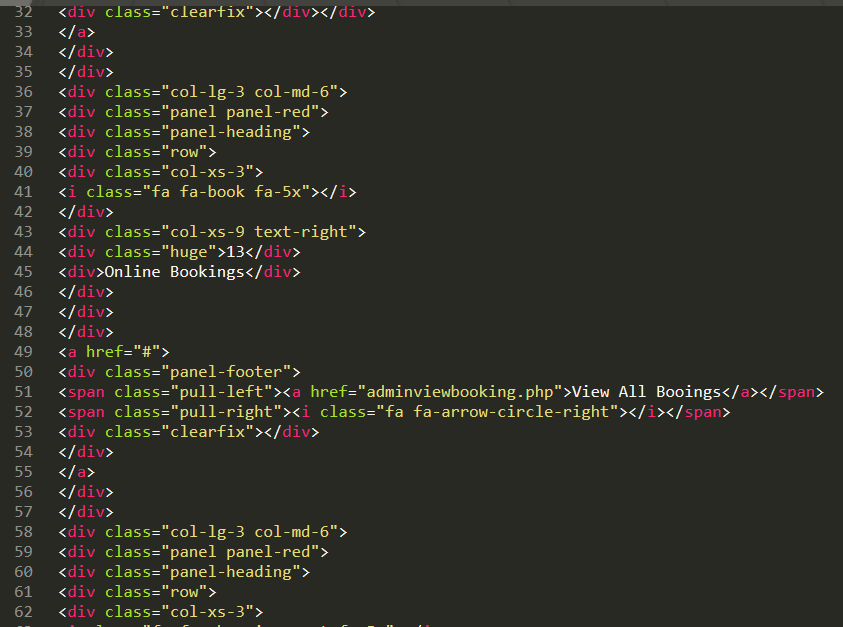 32 <div class="clearfix"></div></div>
33 </a>
34 </div>
35 </div>
36 <div class="col-lg-3 col-md-6">
37 <div class="panel panel-red">
38 <div class="panel-heading">
39 <div class="row">
40 <div class="col-xs-3">
41 <i class="fa fa-book fa-5x"></i>
42 </div>
43 <div class="col-xs-9 text-right">
44 <div class="huge">13</div>
45 <div>Online Bookings</div>
46 </div>
47 </div>
48 </div>
49 <a href="#">
50 <div class="panel-footer">
51 <span class="pull-left"><a href="adminviewbooking.php">View All Booings</a></span>
52 <span class="pull-right"><i class="fa fa-arrow-circle-right"></i></span>
53 <div class="clearfix"></div>
54 </div>
55 </a>
56 </div>
57 </div>
58 <div class="col-lg-3 col-md-6">
59 <div class="panel panel-red">
60 <div class="panel-heading">
61 <div class="row">
62 <div class="col-xs-3">